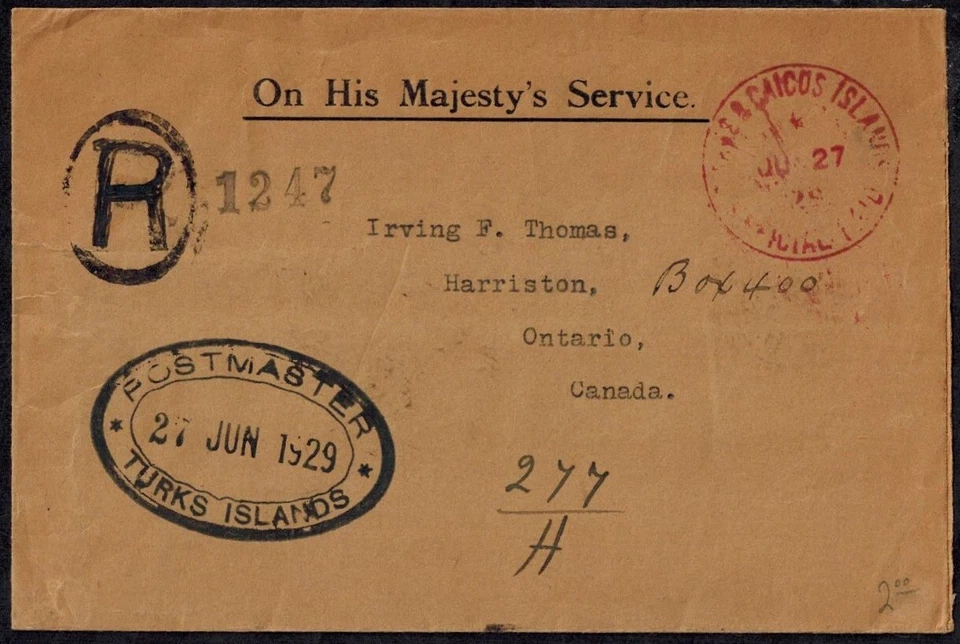 On His Majesty's Service.
R 1247
CAICOS ISLAN
27
Irving F. Thomas,
Harriston, Box 400
Ontario,
Canada.
POSTMASTER
27 JUN 1929
TURKS ISLANDS
277
H
2.00